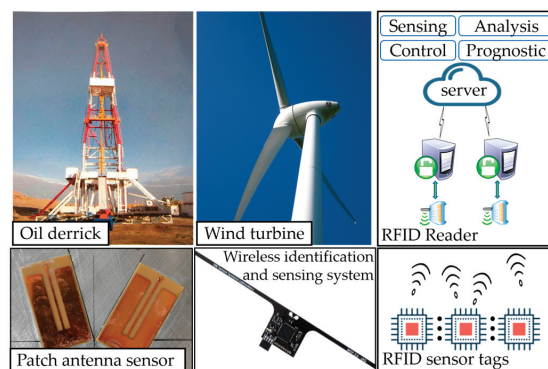 Sensing
Analysis
Control
Prognostic
server
RFID Reader
Oil derrick
Wind turbine
Wireless identification
and sensing system
Patch antenna sensor
RFID sensor tags